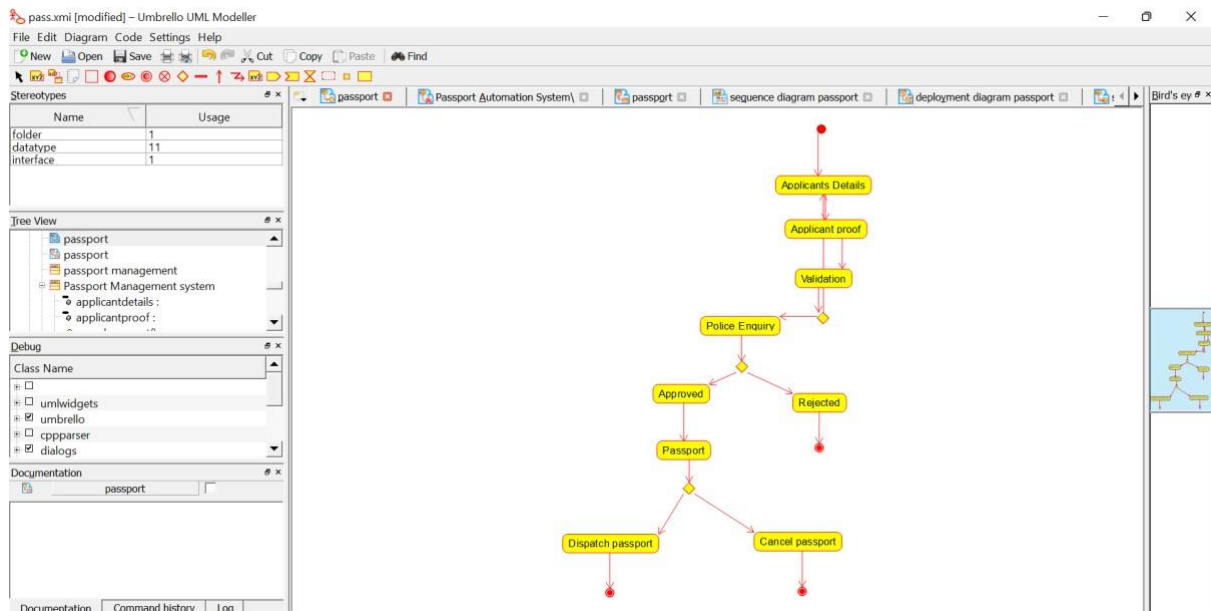 pass.xmi [modified] – Umbrello UML Modeller
File Edit Diagram Code Settings Help
New Open Save Cut Copy Paste Find
Stereotypes
Name Usage
folder 1
datatype 11
interface 1
Tree View
passport
passport
passport management
Passport Management system
applicantdetails :
applicantproof :
Debug
Class Name
umlwidgets
umbrello
cppparser
dialogs
Documentation
passport
Documentation Command history Log
passport Passport Automation System\ passport sequence diagram passport deployment diagram passport
Applicants Details
Applicant proof
Validation
Police Enquiry
Approved
Rejected
Passport
Dispatch passport
Cancel passport
Bird's ey